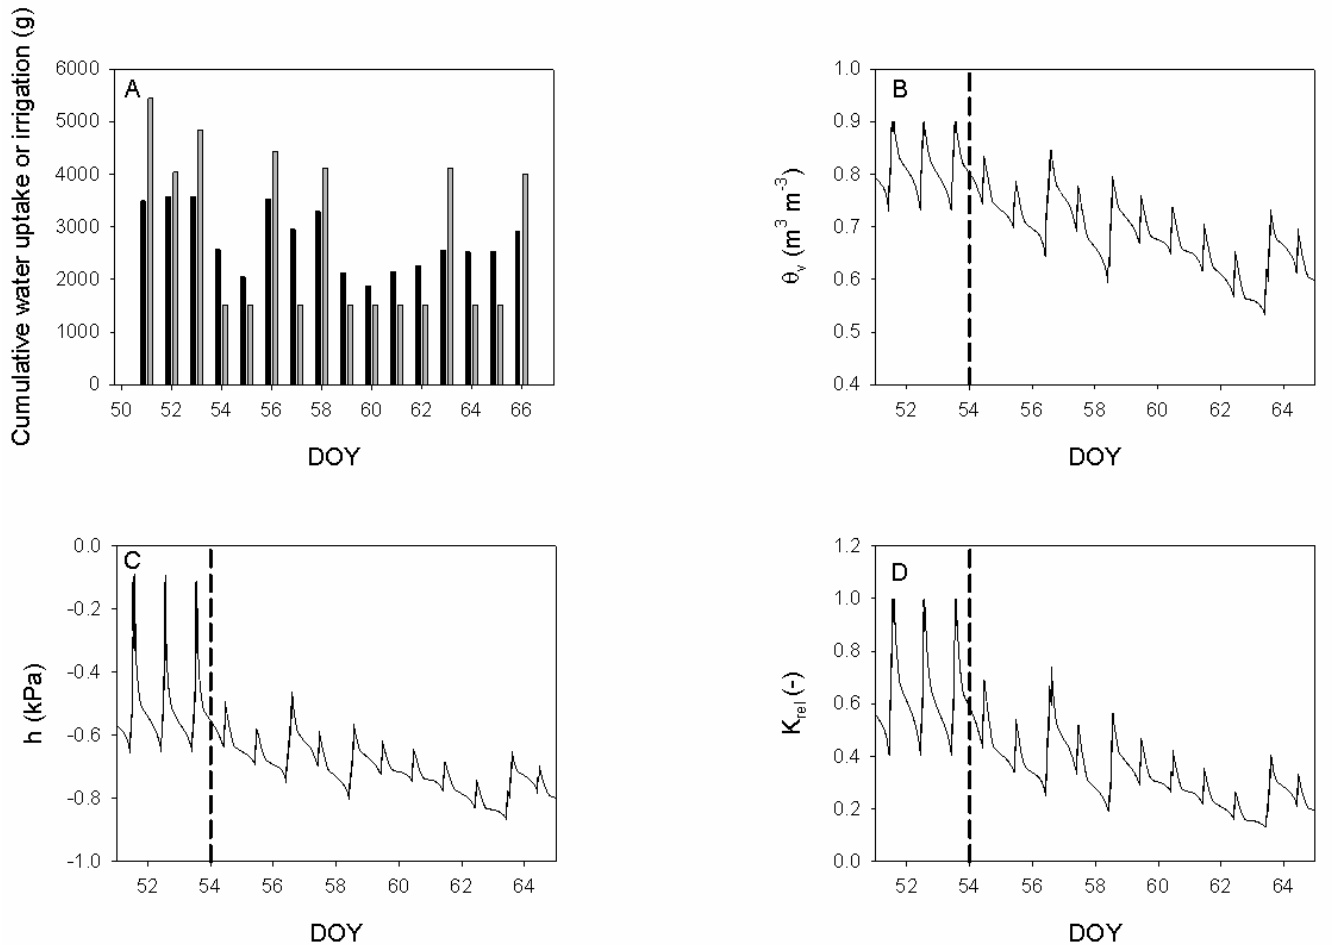 Cumulative water uptake or irrigation (g)
6000
5000
4000
3000
2000
1000
0
A
50 52 54 56 58 60 62 64 66
DOY
θv (m3 m-3)
1.0
0.9
0.8
0.7
0.6
0.5
0.4
B
52 54 56 58 60 62 64
DOY
h (kPa)
0.0
-0.2
-0.4
-0.6
-0.8
-1.0
C
52 54 56 58 60 62 64
DOY
Krel (-)
1.2
1.0
0.8
0.6
0.4
0.2
0.0
D
52 54 56 58 60 62 64
DOY